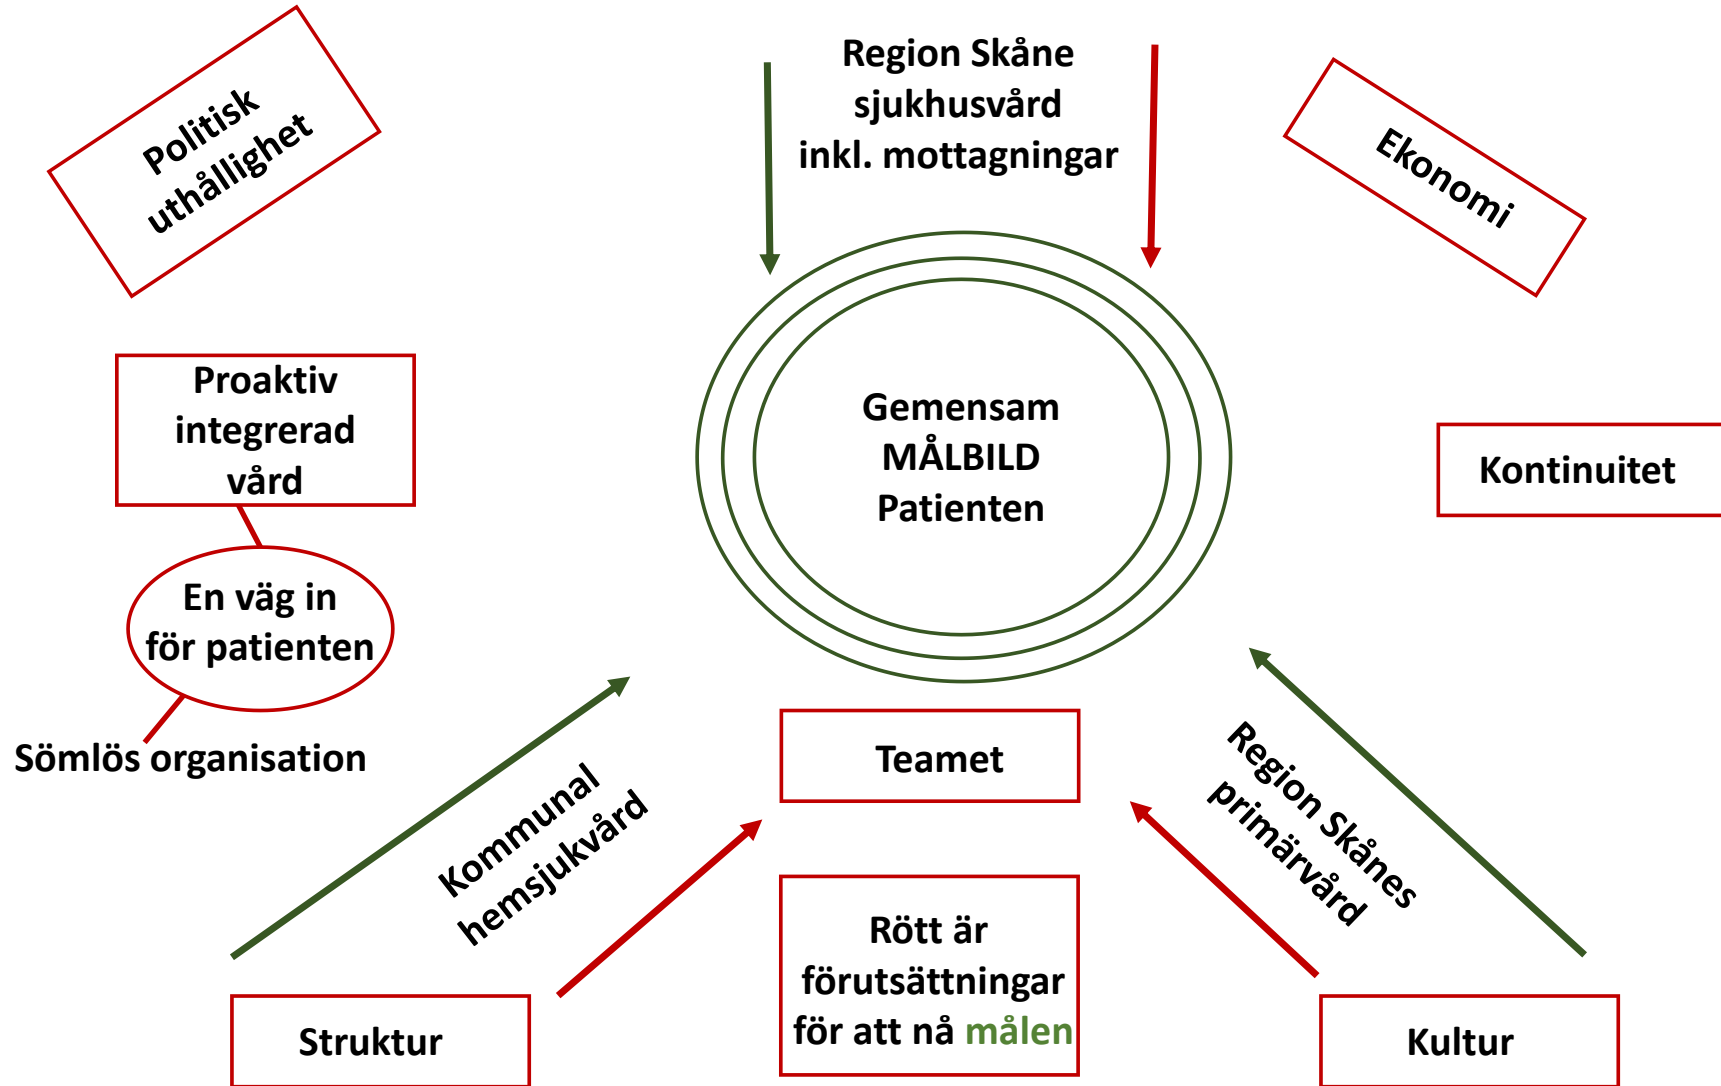 Politisk
uthållighet
Region Skåne
sjukhusvård
inkl. mottagningar
Ekonomi
Proaktiv
integrerad
vård
Gemensam
MÅLBILD
Patienten
Kontinuitet
En väg in
för patienten
Sömlös organisation
Teamet
Kommunal
hemsjukvård
Region Skånes
primärvård
Rött är
förutsättningar
för att nå målen
Struktur
Kultur